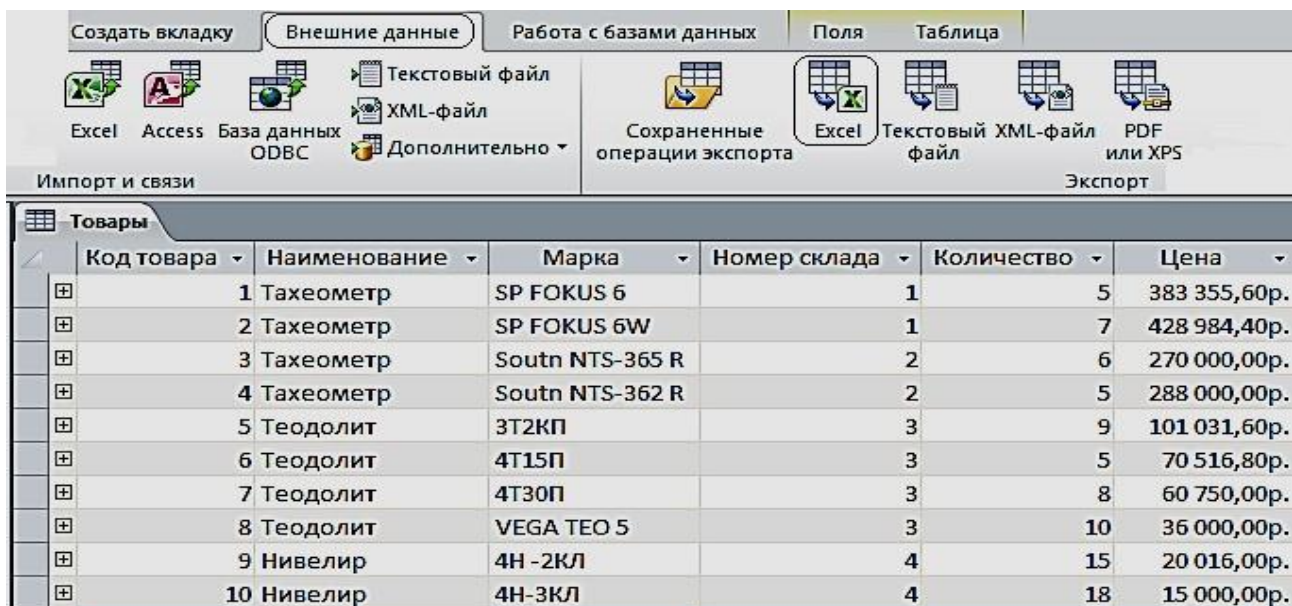 Создать вкладку Внешние данные Работа с базами данных Поля Таблица
Текстовый файл
XML-файл
Excel Access База данных ODBC Дополнительно Сохраненные операции экспорта Excel Текстовый файл XML-файл PDF или XPS
Импорт и связи Экспорт
Товары
Код товара Наименование Марка Номер склада Количество Цена
1 Тахеометр SP FOKUS 6 1 5 383 355,60р.
2 Тахеометр SP FOKUS 6W 1 7 428 984,40р.
3 Тахеометр Soutn NTS-365 R 2 6 270 000,00р.
4 Тахеометр Soutn NTS-362 R 2 5 288 000,00р.
5 Теодолит 3Т2КП 3 9 101 031,60р.
6 Теодолит 4Т15П 3 5 70 516,80р.
7 Теодолит 4Т30П 3 8 60 750,00р.
8 Теодолит VEGA TEO 5 3 10 36 000,00р.
9 Нивелир 4Н -2КЛ 4 15 20 016,00р.
10 Нивелир 4Н-3КЛ 4 18 15 000,00р.